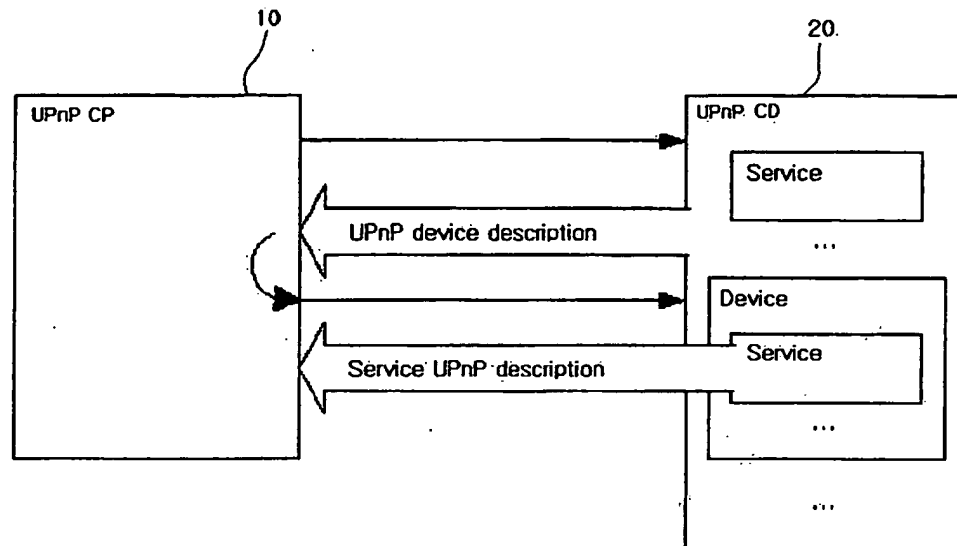 10
20.
UPnP CP
UPnP CD
Service
UPnP device description
...
Device
Service UPnP description
Service
...
...